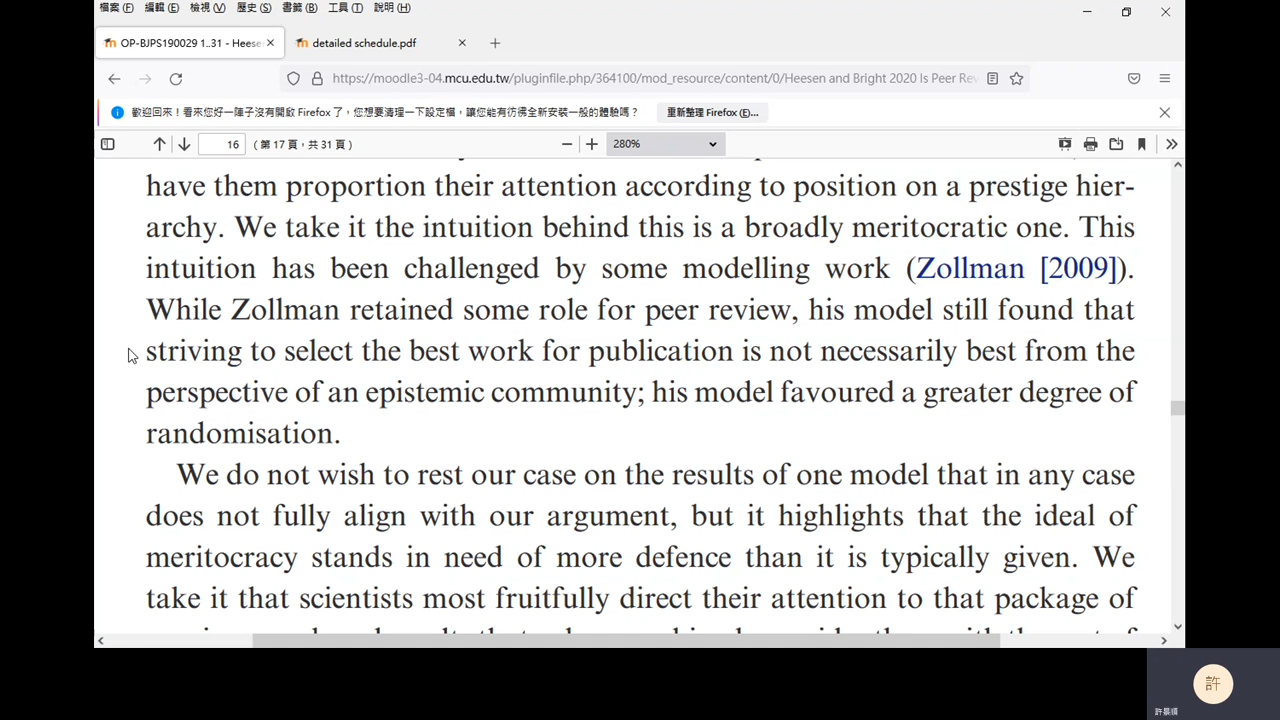 檔案(F) 編輯(E) 檢視(V) 歷史(S) 書籤(B) 工具(T) 說明(H)
OP-BJPS190029 1..31 - Heese
detailed schedule.pdf
https://moodle3-04.mcu.edu.tw/pluginfile.php/364100/mod_resource/content/0/Heesen and Bright 2020 Is Peer Rev
歡迎回來！看來您好一陣子沒有開啟 Firefox 了，您想要清理一下設定檔，讓您能有彷彿全新安裝一般的體驗嗎？ 重新整理 Firefox (E)...
16 (第 17 頁，共 31 頁) 280%
have them proportion their attention according to position on a prestige hier-
archy. We take it the intuition behind this is a broadly meritocratic one. This
intuition has been challenged by some modelling work (Zollman [2009]).
While Zollman retained some role for peer review, his model still found that
striving to select the best work for publication is not necessarily best from the
perspective of an epistemic community; his model favoured a greater degree of
randomisation.
We do not wish to rest our case on the results of one model that in any case
does not fully align with our argument, but it highlights that the ideal of
meritocracy stands in need of more defence than it is typically given. We
take it that scientists most fruitfully direct their attention to that package of
許